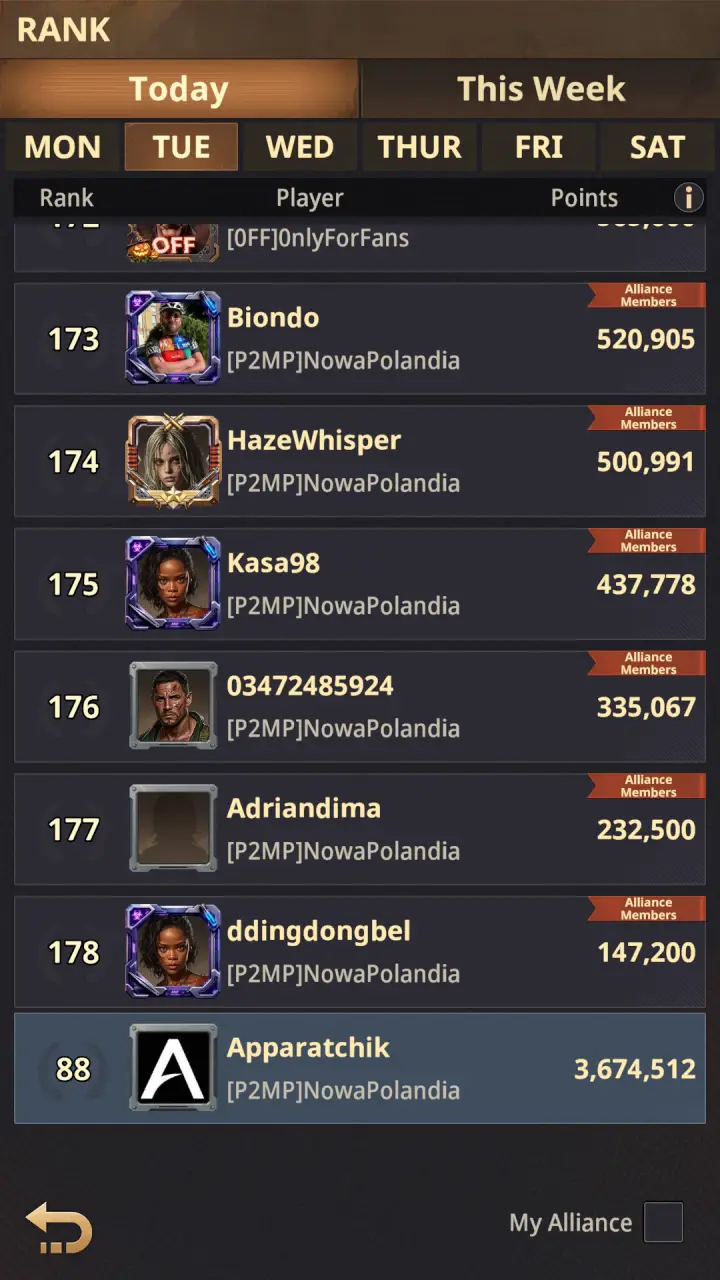 RANK
Today
This Week
MON
TUE
WED
THUR
FRI
SAT
Rank
Player
Points
i
OFF
[0FF]0nlyForFans
Alliance
Members
173
Biondo
[P2MP]NowaPolandia
520,905
Alliance
Members
174
HazeWhisper
[P2MP]NowaPolandia
500,991
Alliance
Members
175
Kasa98
[P2MP]NowaPolandia
437,778
Alliance
Members
176
03472485924
[P2MP]NowaPolandia
335,067
Alliance
Members
177
Adriandima
[P2MP]NowaPolandia
232,500
Alliance
Members
178
ddingdongbel
[P2MP]NowaPolandia
147,200
88
A
Apparatchik
[P2MP]NowaPolandia
3,674,512
My Alliance